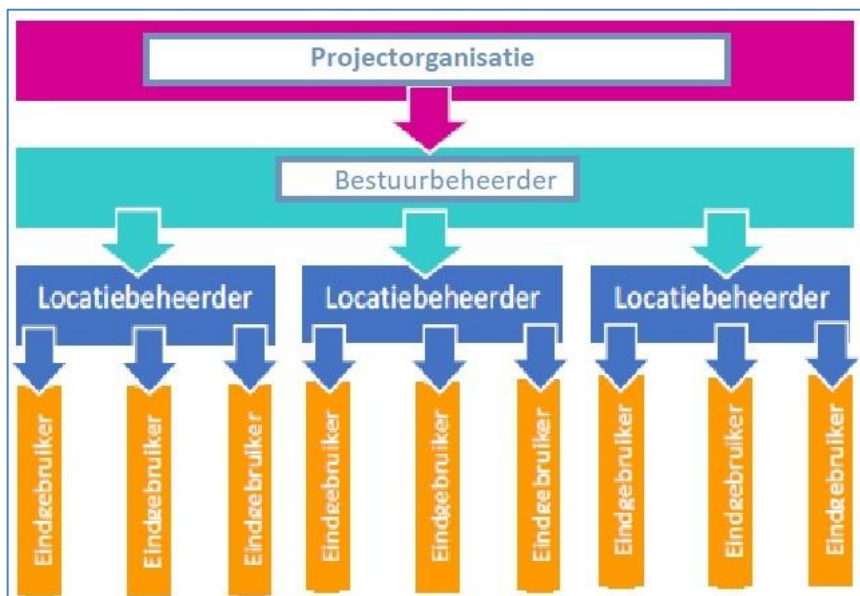 Projectorganisatie
Bestuurbeheerder
Locatiebeheerder
Locatiebeheerder
Locatiebeheerder
Eindgebruiker
Eindgebruiker
Eindgebruiker
Eindgebruiker
Eindgebruiker
Eindgebruiker
Eindgebruiker
Eindgebruiker
Eindgebruiker